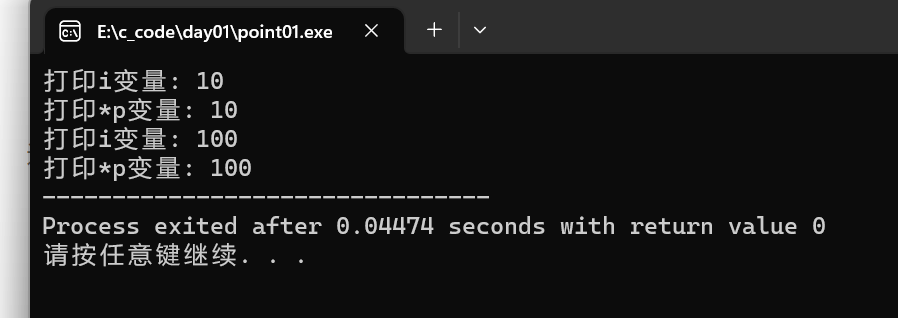 E:\c_code\day01\point01.exe
打印i变量: 10
打印*p变量: 10
打印i变量: 100
打印*p变量: 100
--------------------------------
Process exited after 0.04474 seconds with return value 0
请按任意键继续. . .